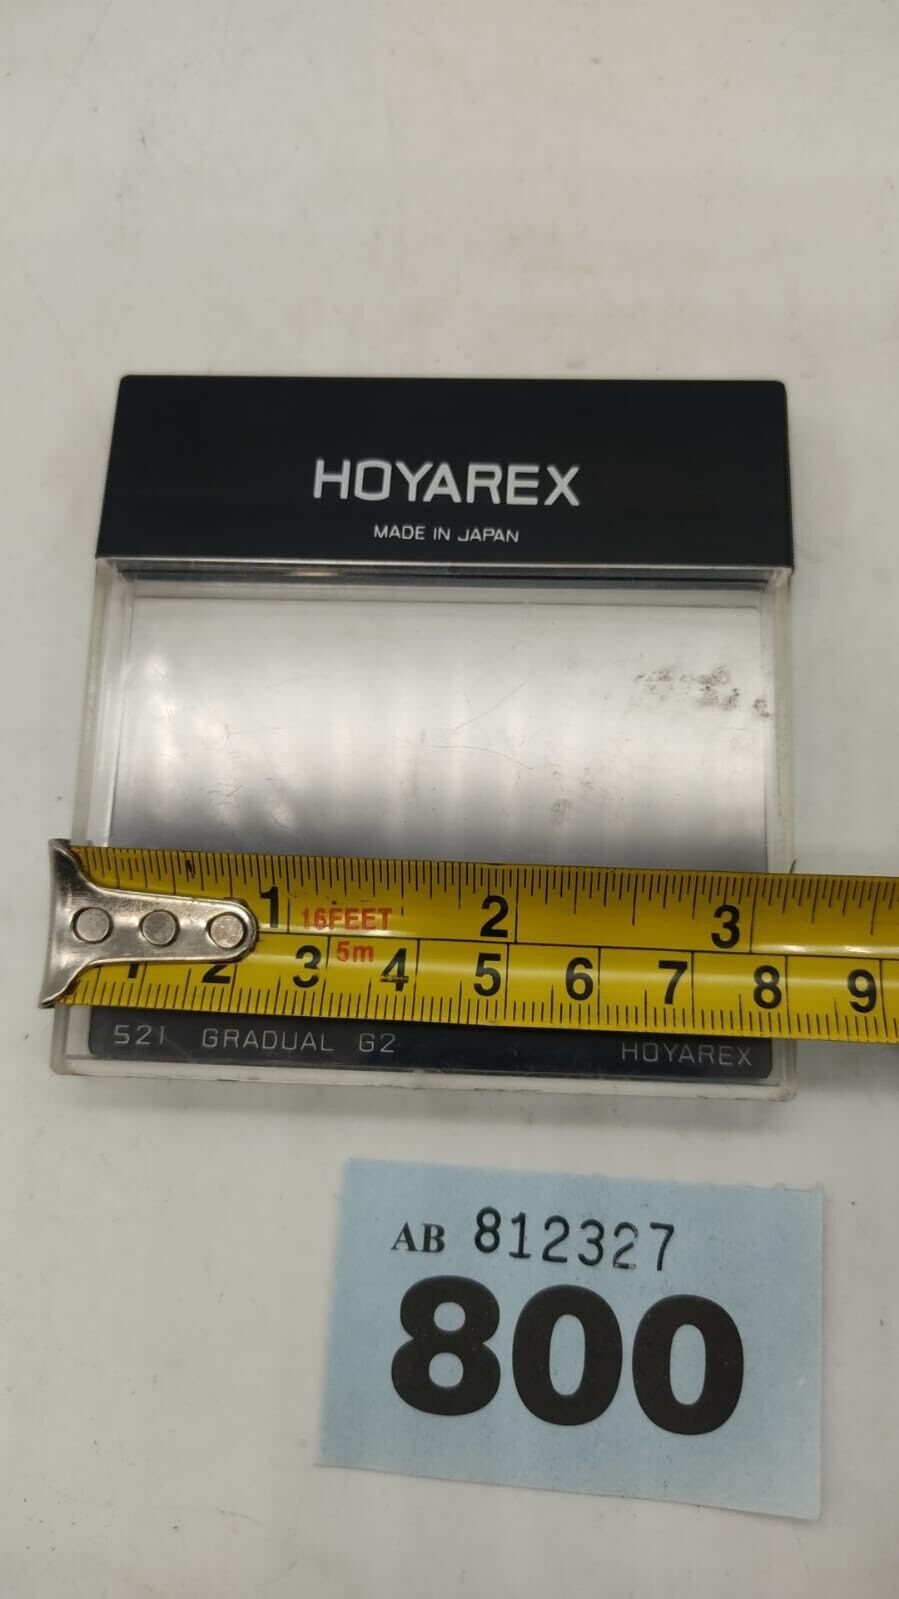 HOYAREX
MADE IN JAPAN
1 16FEET 2 3
1 2 3 5m 4 5 6 7 8 9
521 GRADUAL G2 HOYAREX
AB 812327
800